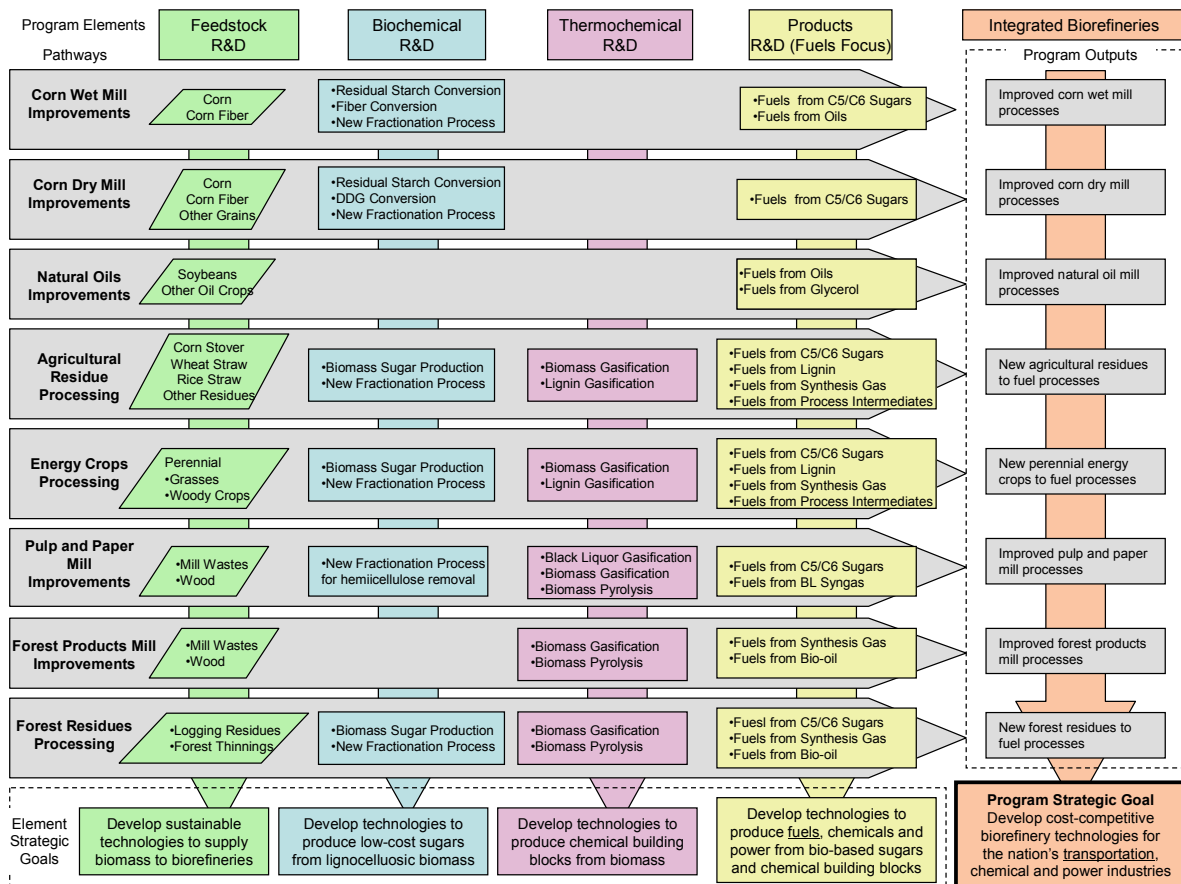 Program Elements
Pathways
Feedstock
R&D
Biochemical
R&D
Thermochemical
R&D
Products
R&D (Fuels Focus)
Integrated Biorefineries
Program Outputs
Corn Wet Mill
Improvements
Corn
Corn Fiber
•Residual Starch Conversion
•Fiber Conversion
•New Fractionation Process
•Fuels from C5/C6 Sugars
•Fuels from Oils
Improved corn wet mill
processes
Corn Dry Mill
Improvements
Corn
Corn Fiber
Other Grains
•Residual Starch Conversion
•DDG Conversion
•New Fractionation Process
•Fuels from C5/C6 Sugars
Improved corn dry mill
processes
Natural Oils
Improvements
Soybeans
Other Oil Crops
•Fuels from Oils
•Fuels from Glycerol
Improved natural oil mill
processes
Agricultural
Residue
Processing
Corn Stover
Wheat Straw
Rice Straw
Other Residues
•Biomass Sugar Production
•New Fractionation Process
•Biomass Gasification
•Lignin Gasification
•Fuels from C5/C6 Sugars
•Fuels from Lignin
•Fuels from Synthesis Gas
•Fuels from Process Intermediates
New agricultural residues
to fuel processes
Energy Crops
Processing
Perennial
•Grasses
•Woody Crops
•Biomass Sugar Production
•New Fractionation Process
•Biomass Gasification
•Lignin Gasification
•Fuels from C5/C6 Sugars
•Fuels from Lignin
•Fuels from Synthesis Gas
•Fuels from Process Intermediates
New perennial energy
crops to fuel processes
Pulp and Paper
Mill
Improvements
•Mill Wastes
•Wood
•New Fractionation Process
for hemiicellulose removal
•Black Liquor Gasification
•Biomass Gasification
•Biomass Pyrolysis
•Fuels from C5/C6 Sugars
•Fuels from BL Syngas
Improved pulp and paper
mill processes
Forest Products Mill
Improvements
•Mill Wastes
•Wood
•Biomass Gasification
•Biomass Pyrolysis
•Fuels from Synthesis Gas
•Fuels from Bio-oil
Improved forest products
mill processes
Forest Residues
Processing
•Logging Residues
•Forest Thinnings
•Biomass Sugar Production
•New Fractionation Process
•Biomass Gasification
•Biomass Pyrolysis
•Fuesl from C5/C6 Sugars
•Fuels from Synthesis Gas
•Fuels from Bio-oil
New forest residues to
fuel processes
Element
Strategic
Goals
Develop sustainable
technologies to supply
biomass to biorefineries
Develop technologies to
produce low-cost sugars
from lignocelluosic biomass
Develop technologies to
produce chemical building
blocks from biomass
Develop technologies to
produce fuels, chemicals and
power from bio-based sugars
and chemical building blocks
Program Strategic Goal
Develop cost-competitive
biorefinery technologies for
the nation's transportation,
chemical and power industries